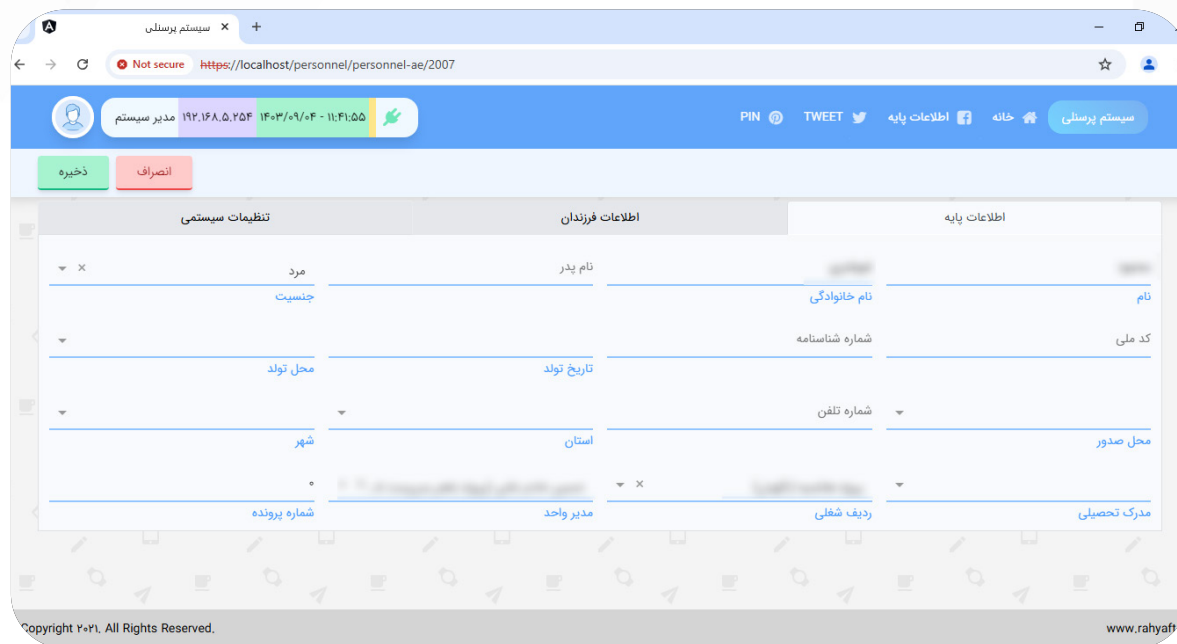 سیستم پرسنلی
Not secure https://localhost/personnel/personnel-ae/2007
سیستم پرسنلی خانه اطلاعات پایه TWEET PIN
۱۴۰۳/۰۹/۰۴ - ۱۱:۴۱:۵۵ ۱۹۲.۱۶۸.۵.۲۵۴ مدیر سیستم
انصراف ذخیره
اطلاعات پایه اطلاعات فرزندان تنظیمات سیستمی
نام پدر مرد
نام نام خانوادگی جنسیت
کد ملی شماره شناسنامه
تاریخ تولد محل تولد
شماره تلفن
محل صدور استان شهر
۰
مدرک تحصیلی ردیف شغلی مدیر واحد شماره پرونده
Copyright ۲۰۲۱, All Rights Reserved.
www.rahyaft